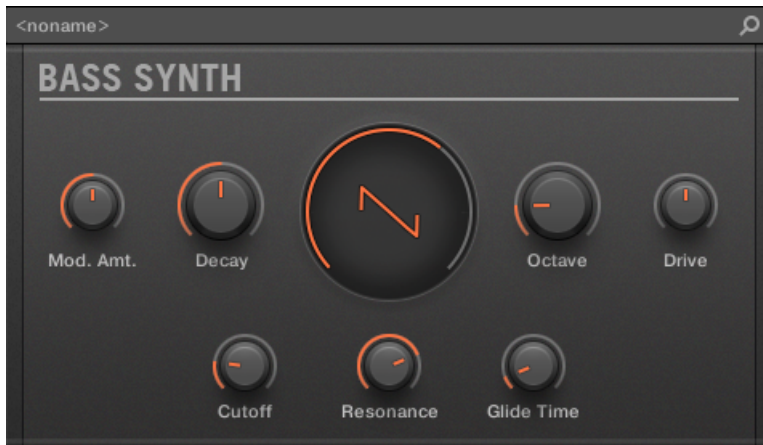 <noname>
BASS SYNTH
Mod. Amt.
Decay
Octave
Drive
Cutoff
Resonance
Glide Time